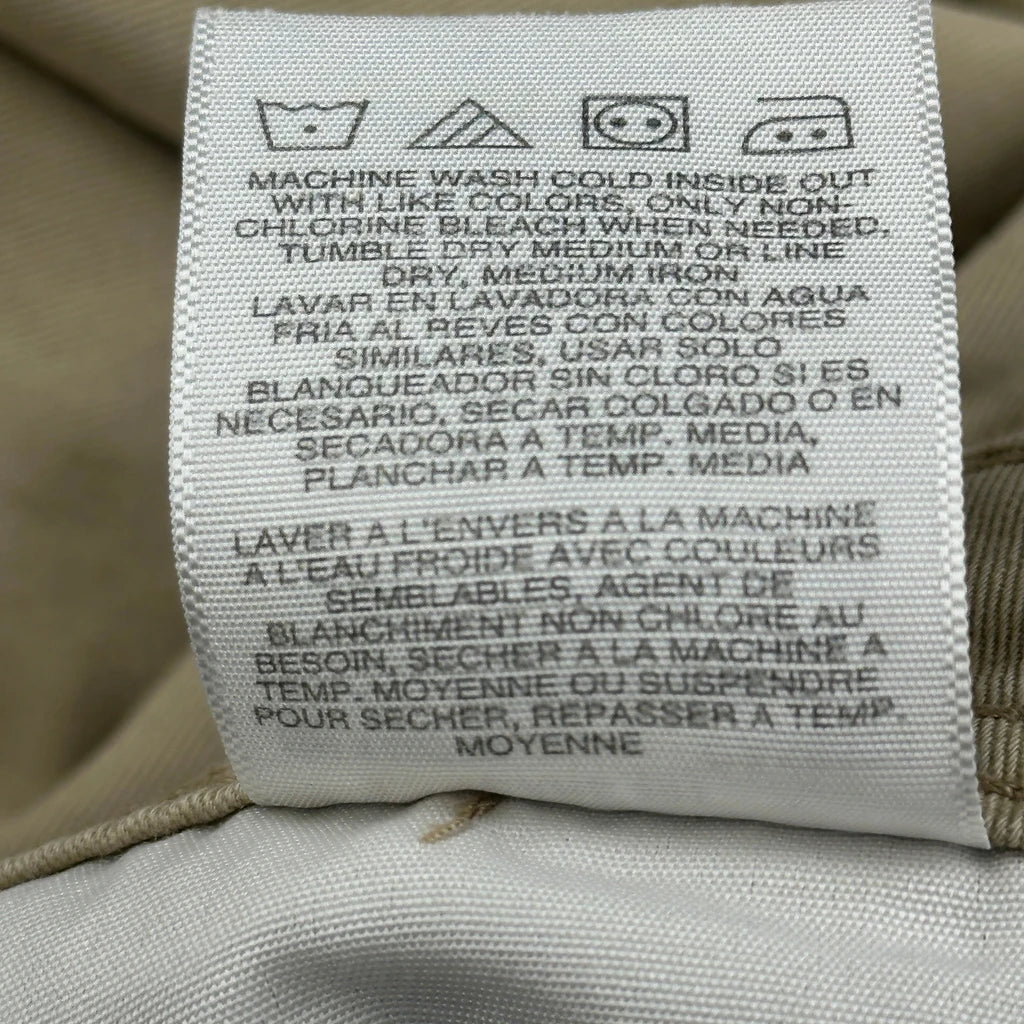 MACHINE WASH COLD INSIDE OUT
WITH LIKE COLORS, ONLY NON-
CHLORINE BLEACH WHEN NEEDED.
TUMBLE DRY MEDIUM OR LINE
DRY, MEDIUM IRON
LAVAR EN LAVADORA CON AGUA
FRIA AL REVES CON COLORES
SIMILARES, USAR SOLO
BLANQUEADOR SIN CLORO SI ES
NECESARIO, SECAR COLGADO O EN
SECADORA A TEMP. MEDIA,
PLANCHAR A TEMP. MEDIA
LAVER A L'ENVERS A LA MACHINE
A L'EAU FROIDE AVEC COULEURS
SEMBLABLES, AGENT DE
BLANCHIMENT NON CHLORE AU
BESOIN, SECHER A LA MACHINE A
TEMP. MOYENNE OU SUSPENDRE
POUR SECHER, REPASSER A TEMP.
MOYENNE